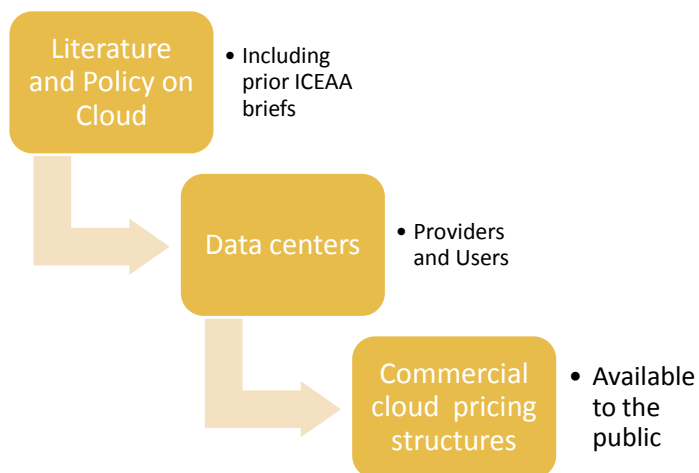 Literature
and Policy on
Cloud
• Including
prior ICEAA
briefs
Data centers
• Providers
and Users
Commercial
cloud pricing
structures
• Available
to the
public